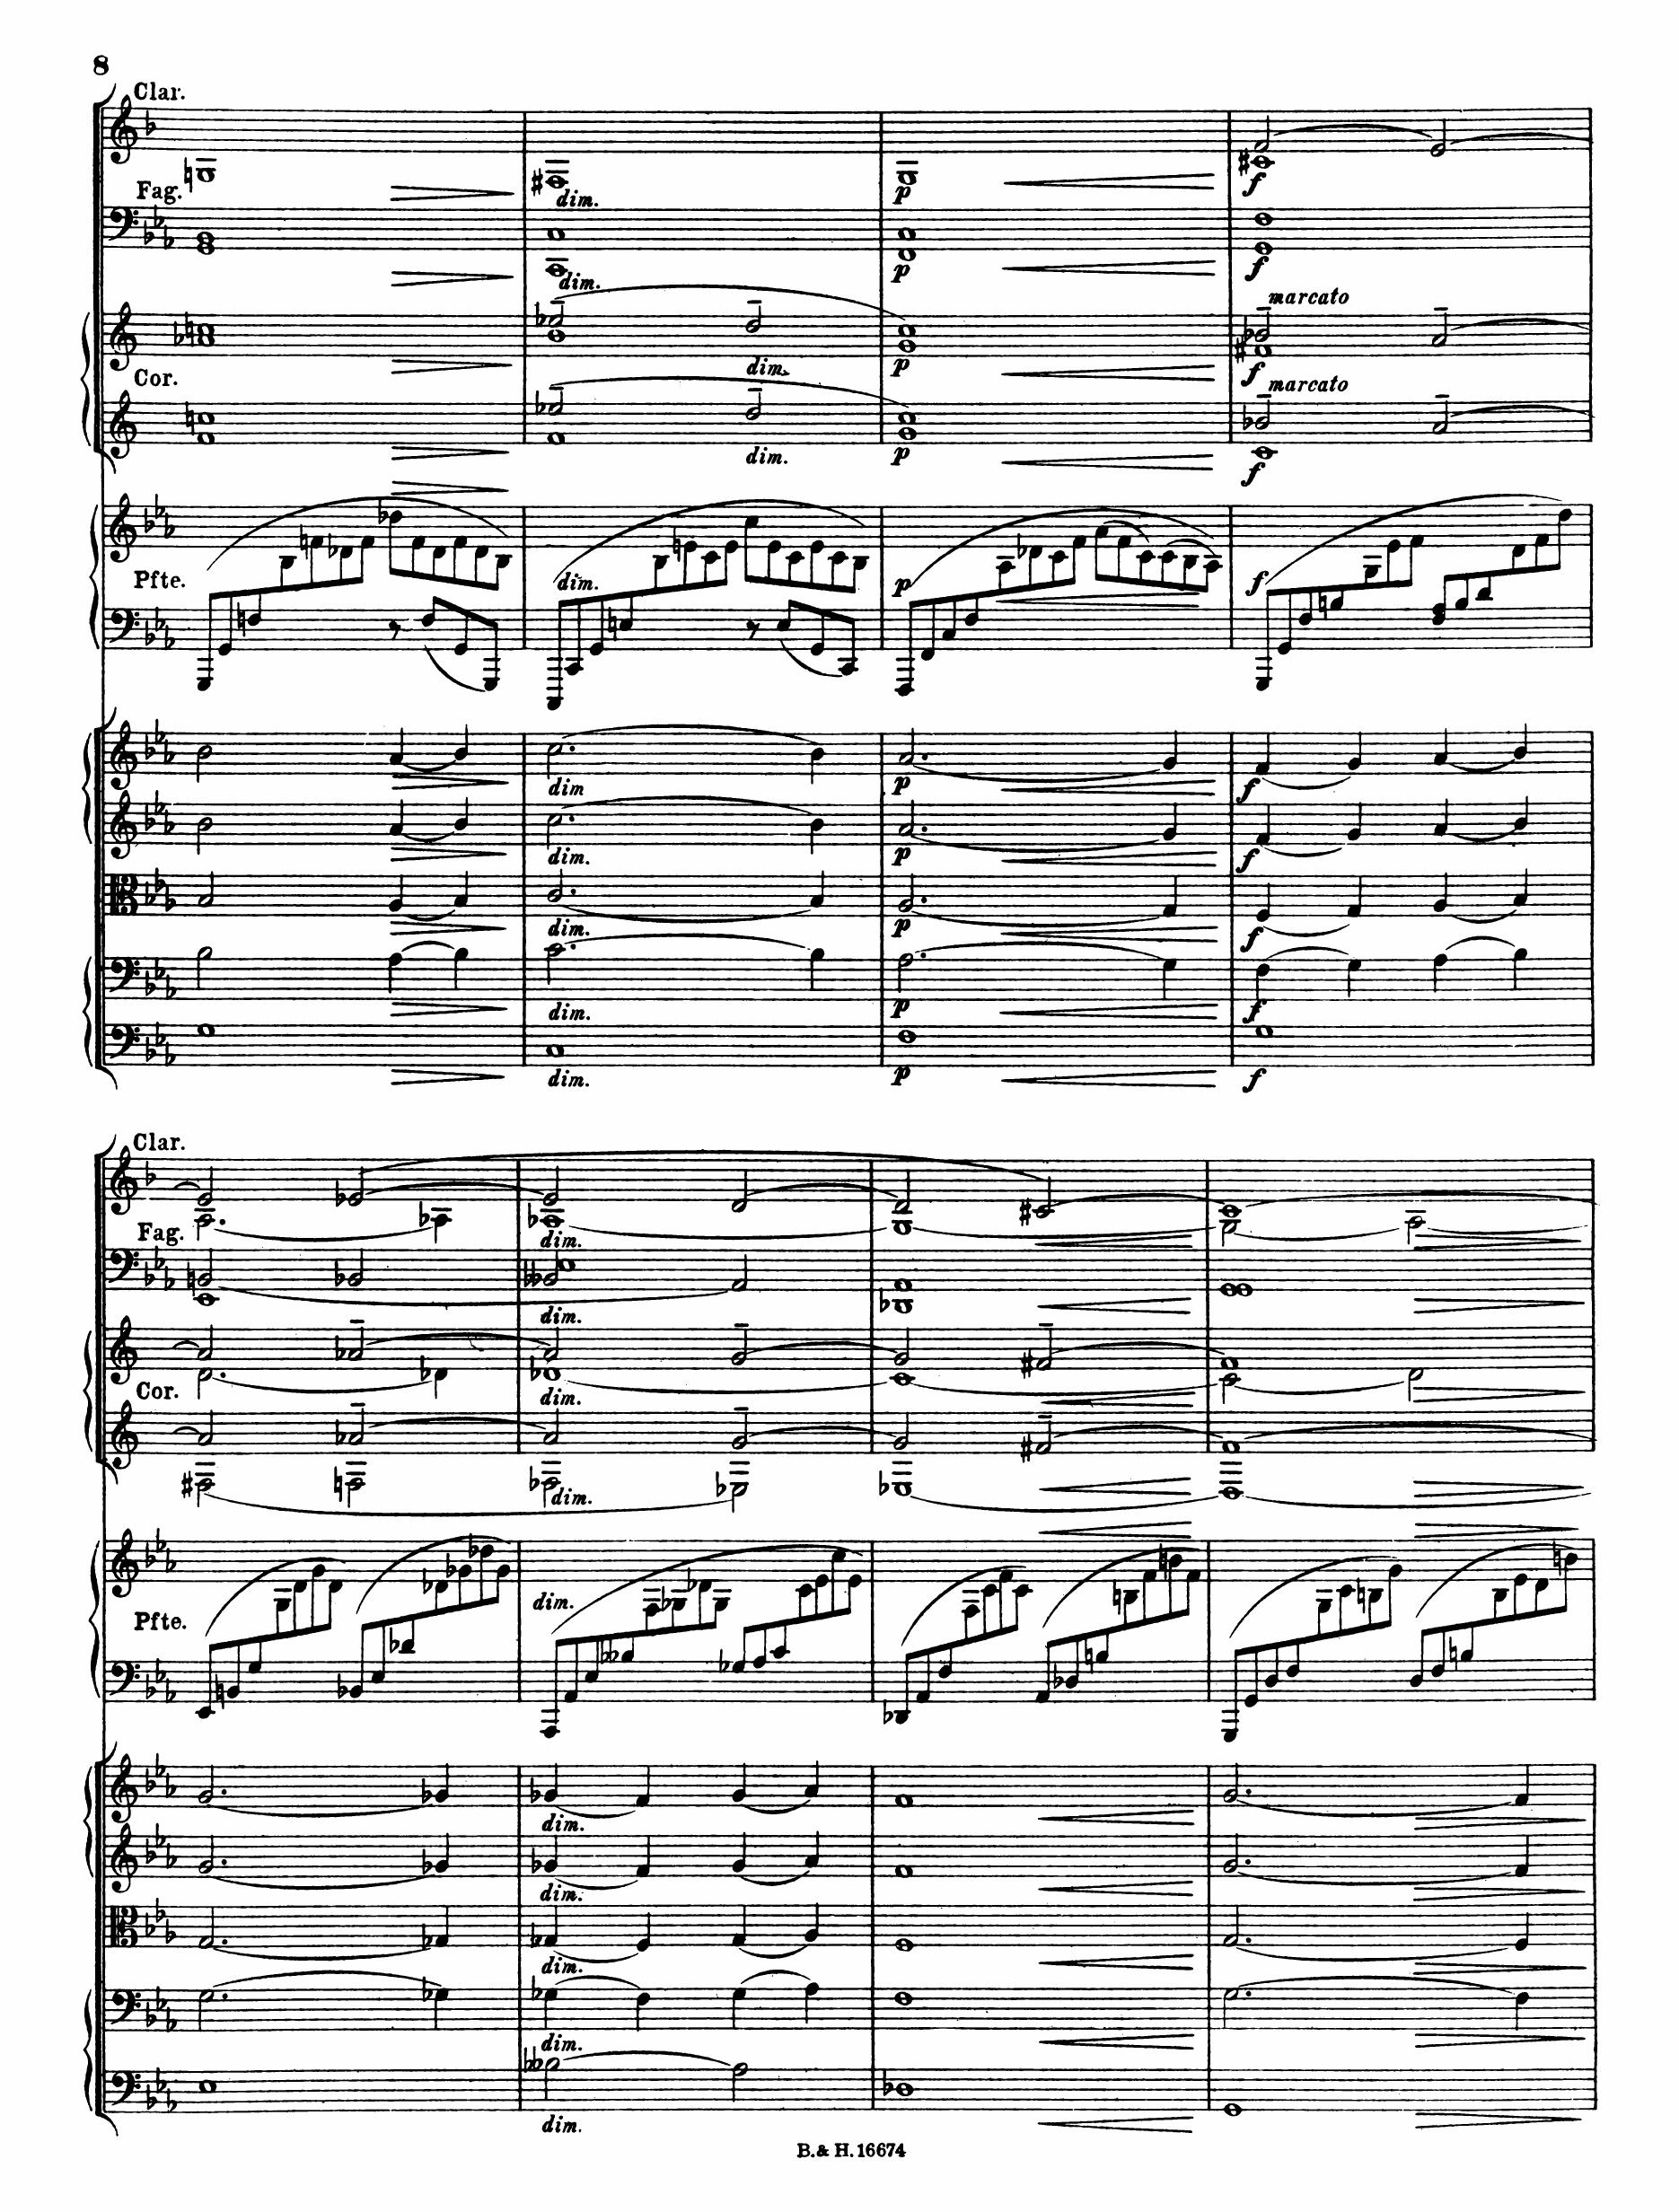 8
Clar.
Fag.
dim.
p
f
dim.
p
f
marcato
dim.
p
f
Cor.
marcato
dim.
p
f
Pfte.
dim.
p
f
dim
p
f
dim.
p
f
dim.
p
f
dim.
p
f
dim.
p
f
Clar.
Fag.
dim.
dim.
Cor.
dim.
dim.
Pfte.
dim.
dim.
dim.
dim.
dim.
dim.
B. & H. 16674